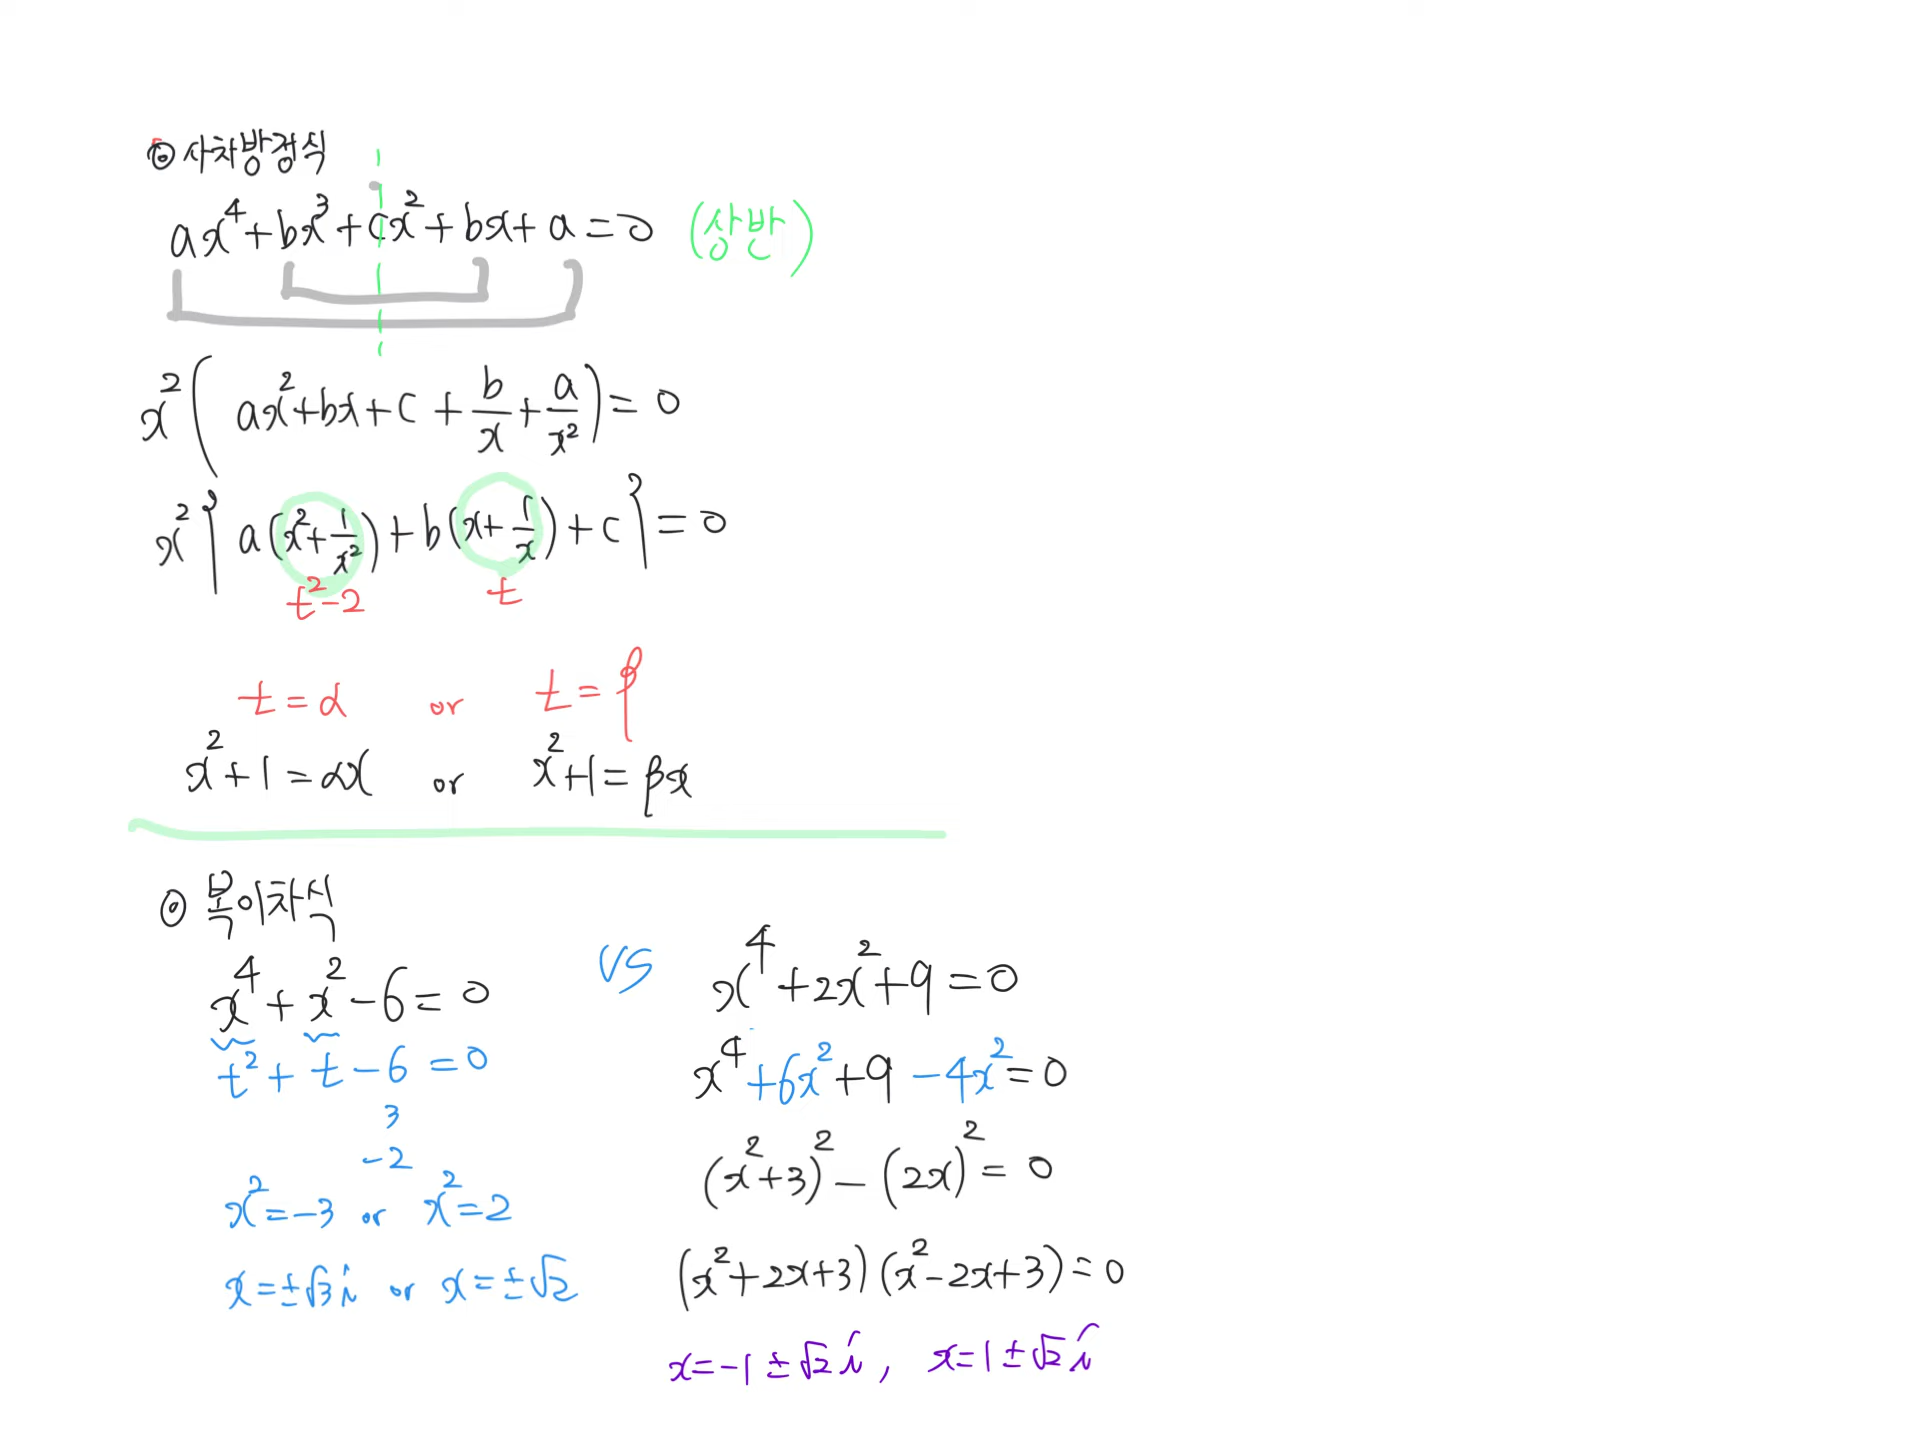 ⊙ 사차방정식
ax⁴+bx³+cx²+bx+a=0 (상반)
x²(ax²+bx+c+b/x+a/x²)=0
x²{a(x²+1/x²)+b(x+1/x)+c}=0
t²-2 t
t=α or t=β
x²+1=αx or x²+1=βx
⊙ 복이차식
x⁴+x²-6=0 VS x⁴+2x²+9=0
t²+t-6=0
3
-2
x²=-3 or x²=2
x=±√3i or x=±√2
x⁴+6x²+9-4x²=0
(x²+3)²-(2x)²=0
(x²+2x+3)(x²-2x+3)=0
x=-1±√2i, x=1±√2i